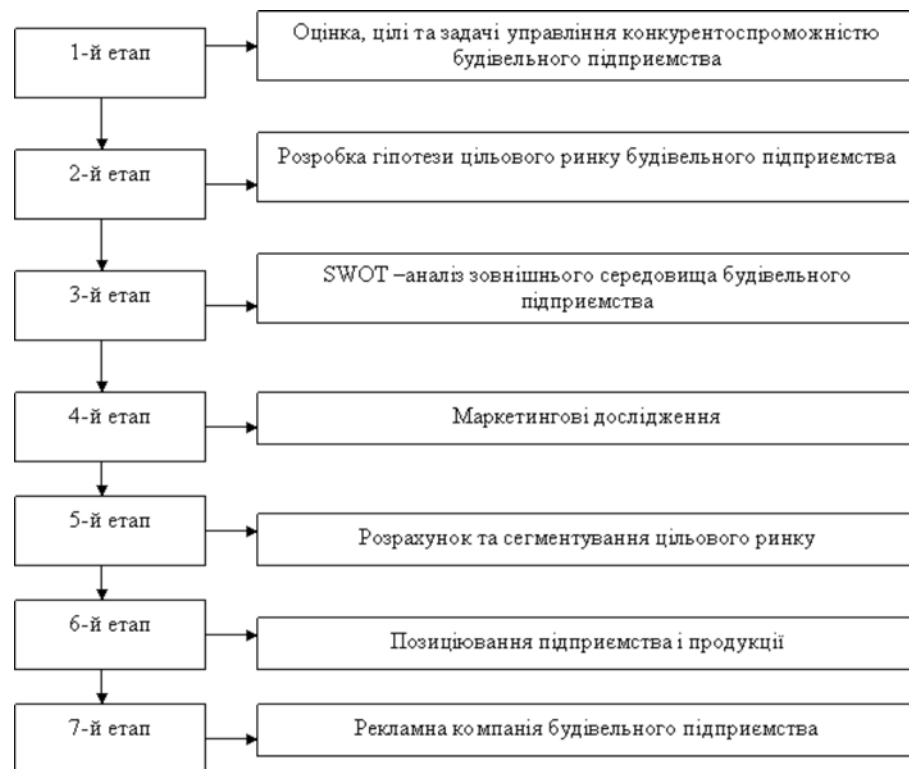 1-й етап
Оцінка, цілі та задачі управління конкурентоспроможністю
будівельного підприємства
2-й етап
Розробка гіпотези цільового ринку будівельного підприємства
3-й етап
SWOT –аналіз зовнішнього середовища будівельного
підприємства
4-й етап
Маркетингові дослідження
5-й етап
Розрахунок та сегментування цільового ринку
6-й етап
Позиціювання підприємства і продукції
7-й етап
Рекламна компанія будівельного підприємства